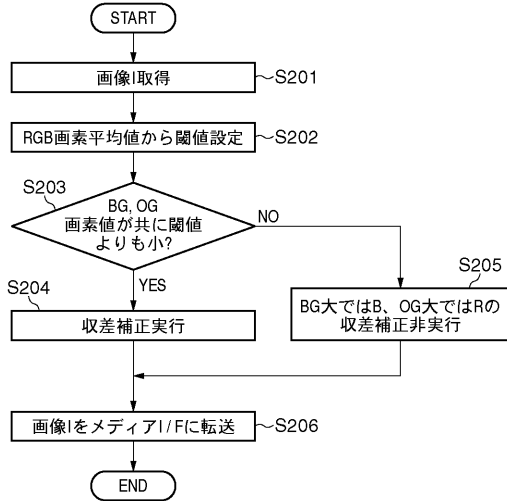 START
画像I取得
S201
RGB画素平均値から閾値設定
S202
S203
BG, OG
画素値が共に閾値
よりも小?
NO
YES
S204
収差補正実行
S205
BG大ではB、OG大ではRの
収差補正非実行
画像IをメディアI/Fに転送
S206
END